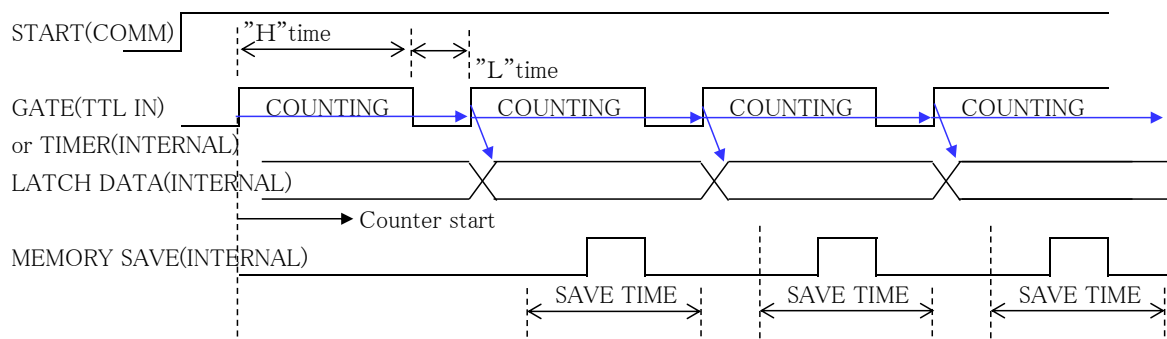 START(COMM)
"H"time
"L"time
GATE(TTL IN)
COUNTING
COUNTING
COUNTING
COUNTING
or TIMER(INTERNAL)
LATCH DATA(INTERNAL)
Counter start
MEMORY SAVE(INTERNAL)
SAVE TIME
SAVE TIME
SAVE TIME